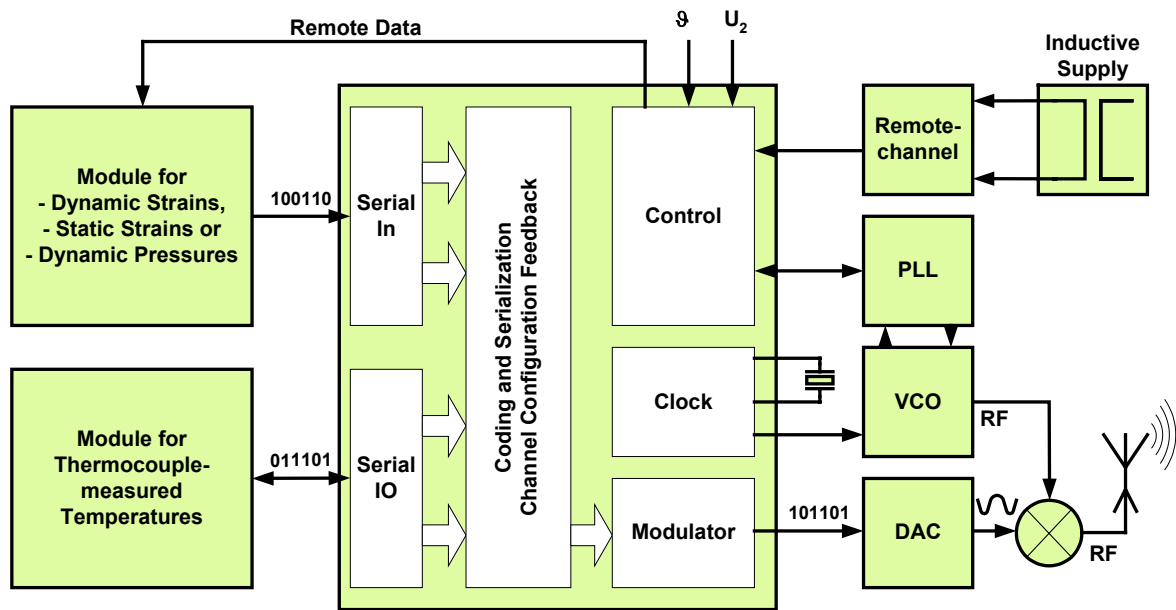 Remote Data
ϑ
U2
Inductive
Supply
Module for
- Dynamic Strains,
- Static Strains or
- Dynamic Pressures
100110
Serial
In
Coding and Serialization
Channel Configuration Feedback
Control
Remote-
channel
PLL
Module for
Thermocouple-
measured
Temperatures
011101
Serial
IO
Clock
VCO
RF
Modulator
101101
DAC
RF